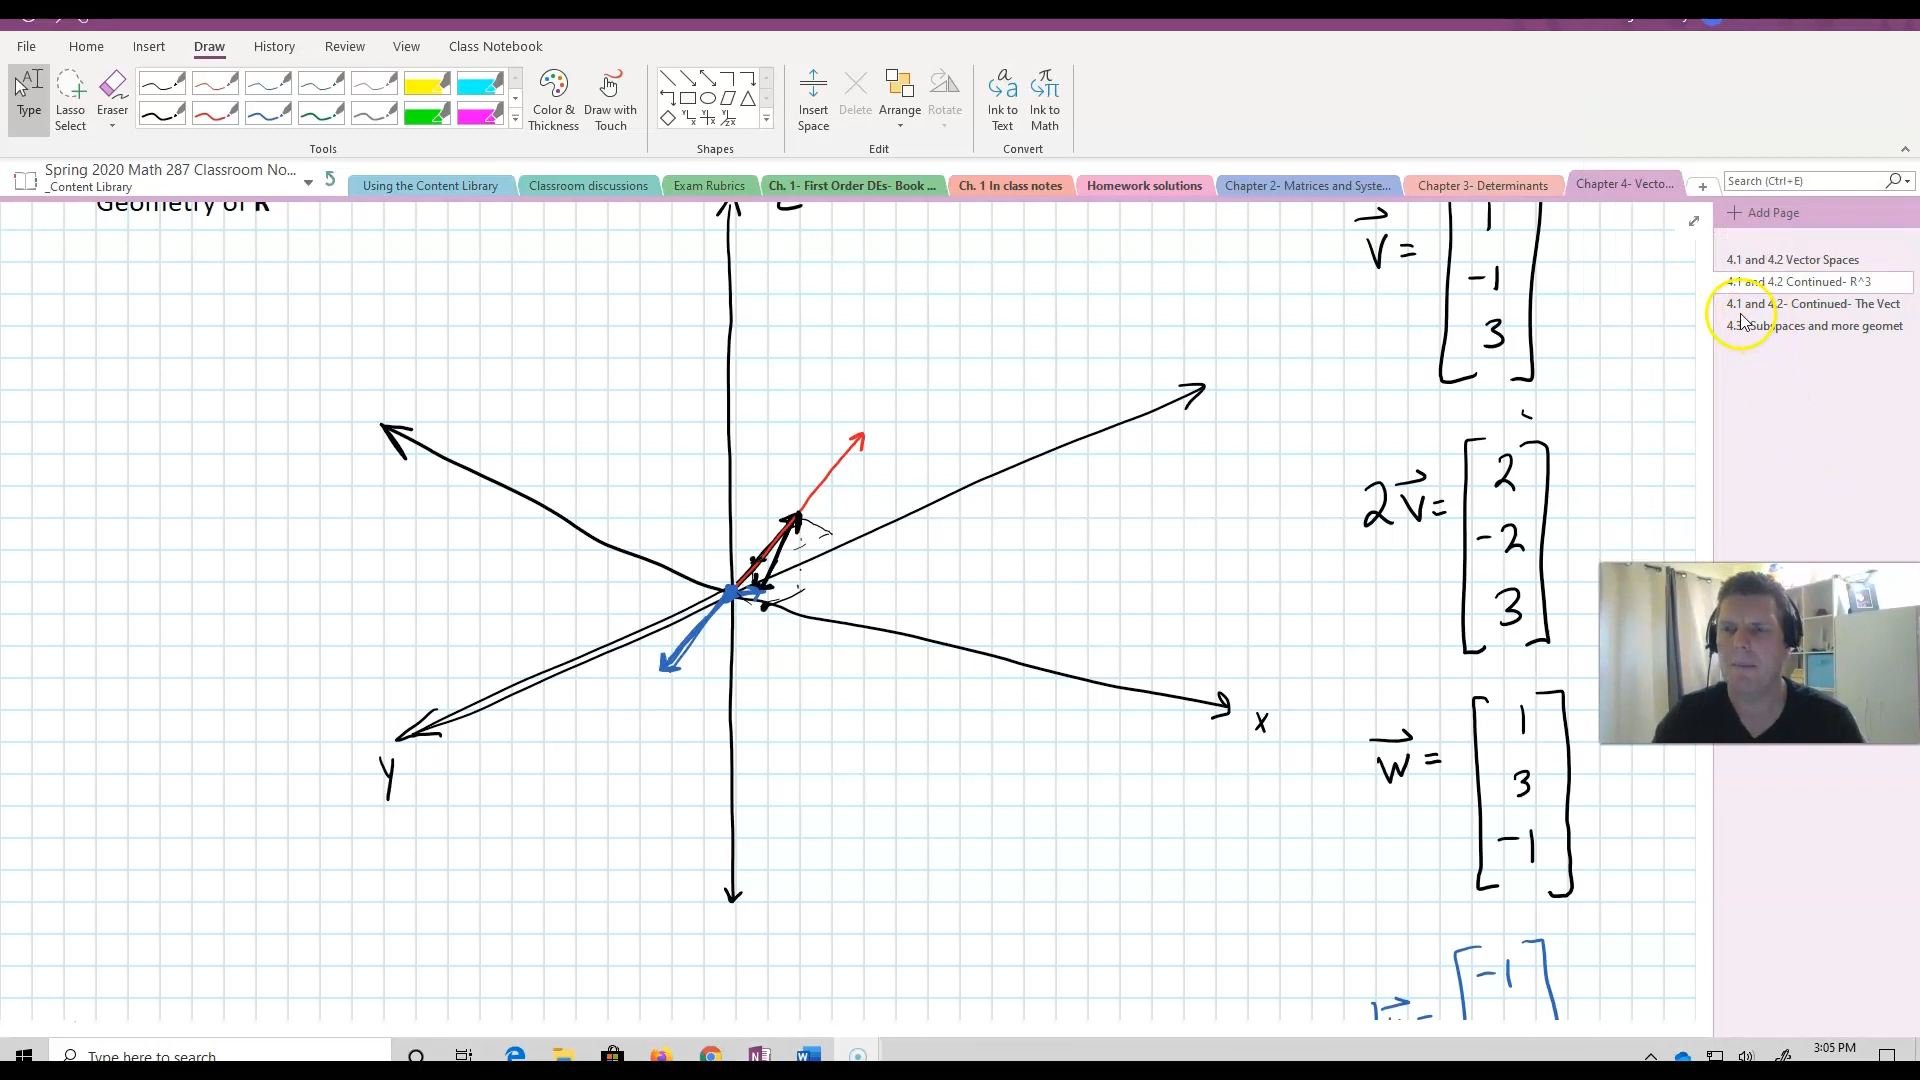 File Home Insert Draw History Review View Class Notebook
Type
Lasso
Select
Eraser
Color &
Thickness
Draw with
Touch
Insert
Space
Delete
Arrange
Rotate
Ink to
Text
Ink to
Math
Tools Shapes Edit Convert
Spring 2020 Math 287 Classroom No...
_Content Library
Using the Content Library Classroom discussions Exam Rubrics Ch. 1- First Order DEs- Book ... Ch. 1 In class notes Homework solutions Chapter 2- Matrices and Syste... Chapter 3- Determinants Chapter 4- Vecto...
Search (Ctrl+E)
Add Page
4.1 and 4.2 Vector Spaces
4.1 and 4.2 Continued- R^3
4.1 and 4.2- Continued- The Vect
4.3- Subspaces and more geomet
Geometry of R
V =
1
-1
3
2V =
2
-2
3
W =
1
3
-1
-1
X
Y
Type here to search
3:05 PM